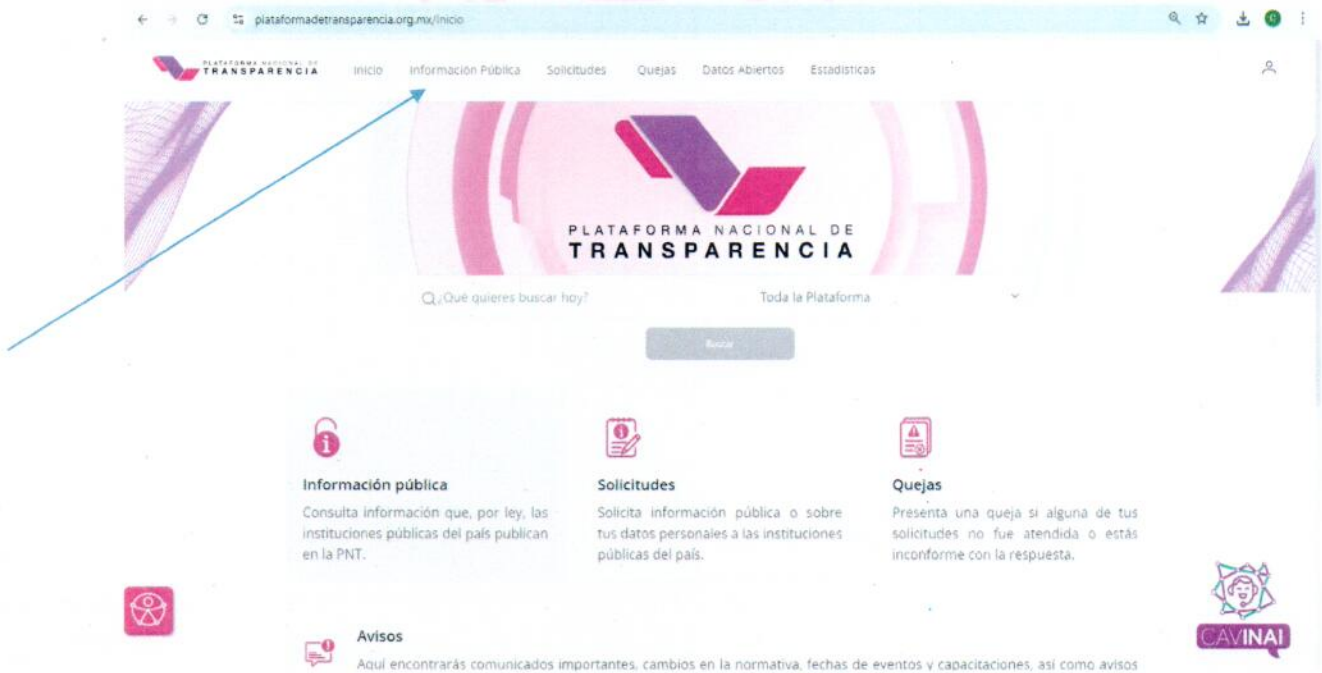 plataformadetransparencia.org.mx/Inicio
PLATAFORMA NACIONAL DE
TRANSPARENCIA
Inicio
Información Pública
Solicitudes
Quejas
Datos Abiertos
Estadísticas
PLATAFORMA NACIONAL DE
TRANSPARENCIA
¿Qué quieres buscar hoy?
Toda la Plataforma
Buscar
Información pública
Consulta información que, por ley, las
instituciones públicas del país publican
en la PNT.
Solicitudes
Solicita información pública o sobre
tus datos personales a las instituciones
públicas del país.
Quejas
Presenta una queja si alguna de tus
solicitudes no fue atendida o estás
inconforme con la respuesta.
CAVINAI
Avisos
Aquí encontrarás comunicados importantes, cambios en la normativa, fechas de eventos y capacitaciones, así como avisos